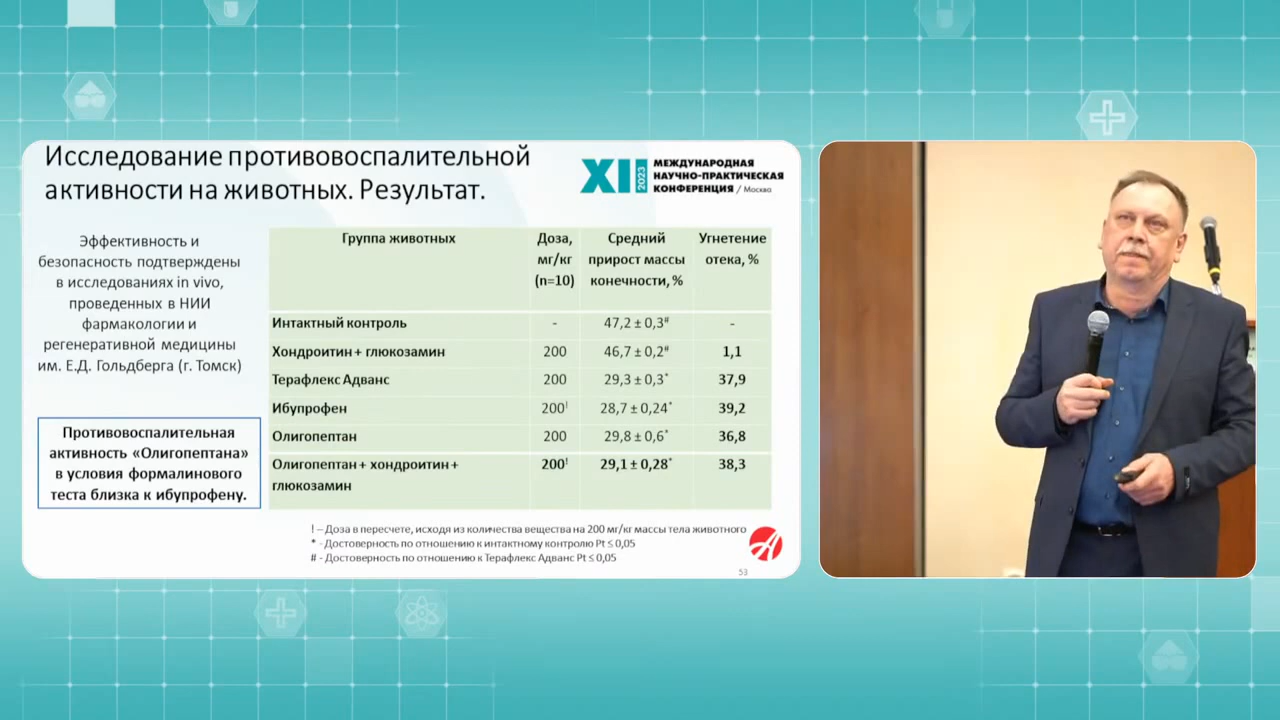 Исследование противовоспалительной
активности на животных. Результат.
XII 2023
МЕЖДУНАРОДНАЯ
НАУЧНО-ПРАКТИЧЕСКАЯ
КОНФЕРЕНЦИЯ / Москва
Эффективность и
безопасность подтверждены
в исследованиях in vivo,
проведенных в НИИ
фармакологии и
регенеративной медицины
им. Е.Д. Гольдберга (г. Томск)
Противовоспалительная
активность «Олигопептана»
в условия формалинового
теста близка к ибупрофену.
Группа животных Доза, мг/кг (n=10) Средний прирост массы конечности, % Угнетение отека, %
Интактный контроль - 47,2 ± 0,3# -
Хондроитин + глюкозамин 200 46,7 ± 0,2# 1,1
Терафлекс Адванс 200 29,3 ± 0,3* 37,9
Ибупрофен 200! 28,7 ± 0,24* 39,2
Олигопептан 200 29,8 ± 0,6* 36,8
Олигопептан + хондроитин + 200! 29,1 ± 0,28* 38,3
глюкозамин
! – Доза в пересчете, исходя из количества вещества на 200 мг/кг массы тела животного
* - Достоверность по отношению к интактному контролю Pt ≤ 0,05
# - Достоверность по отношению к Терафлекс Адванс Pt ≤ 0,05
53